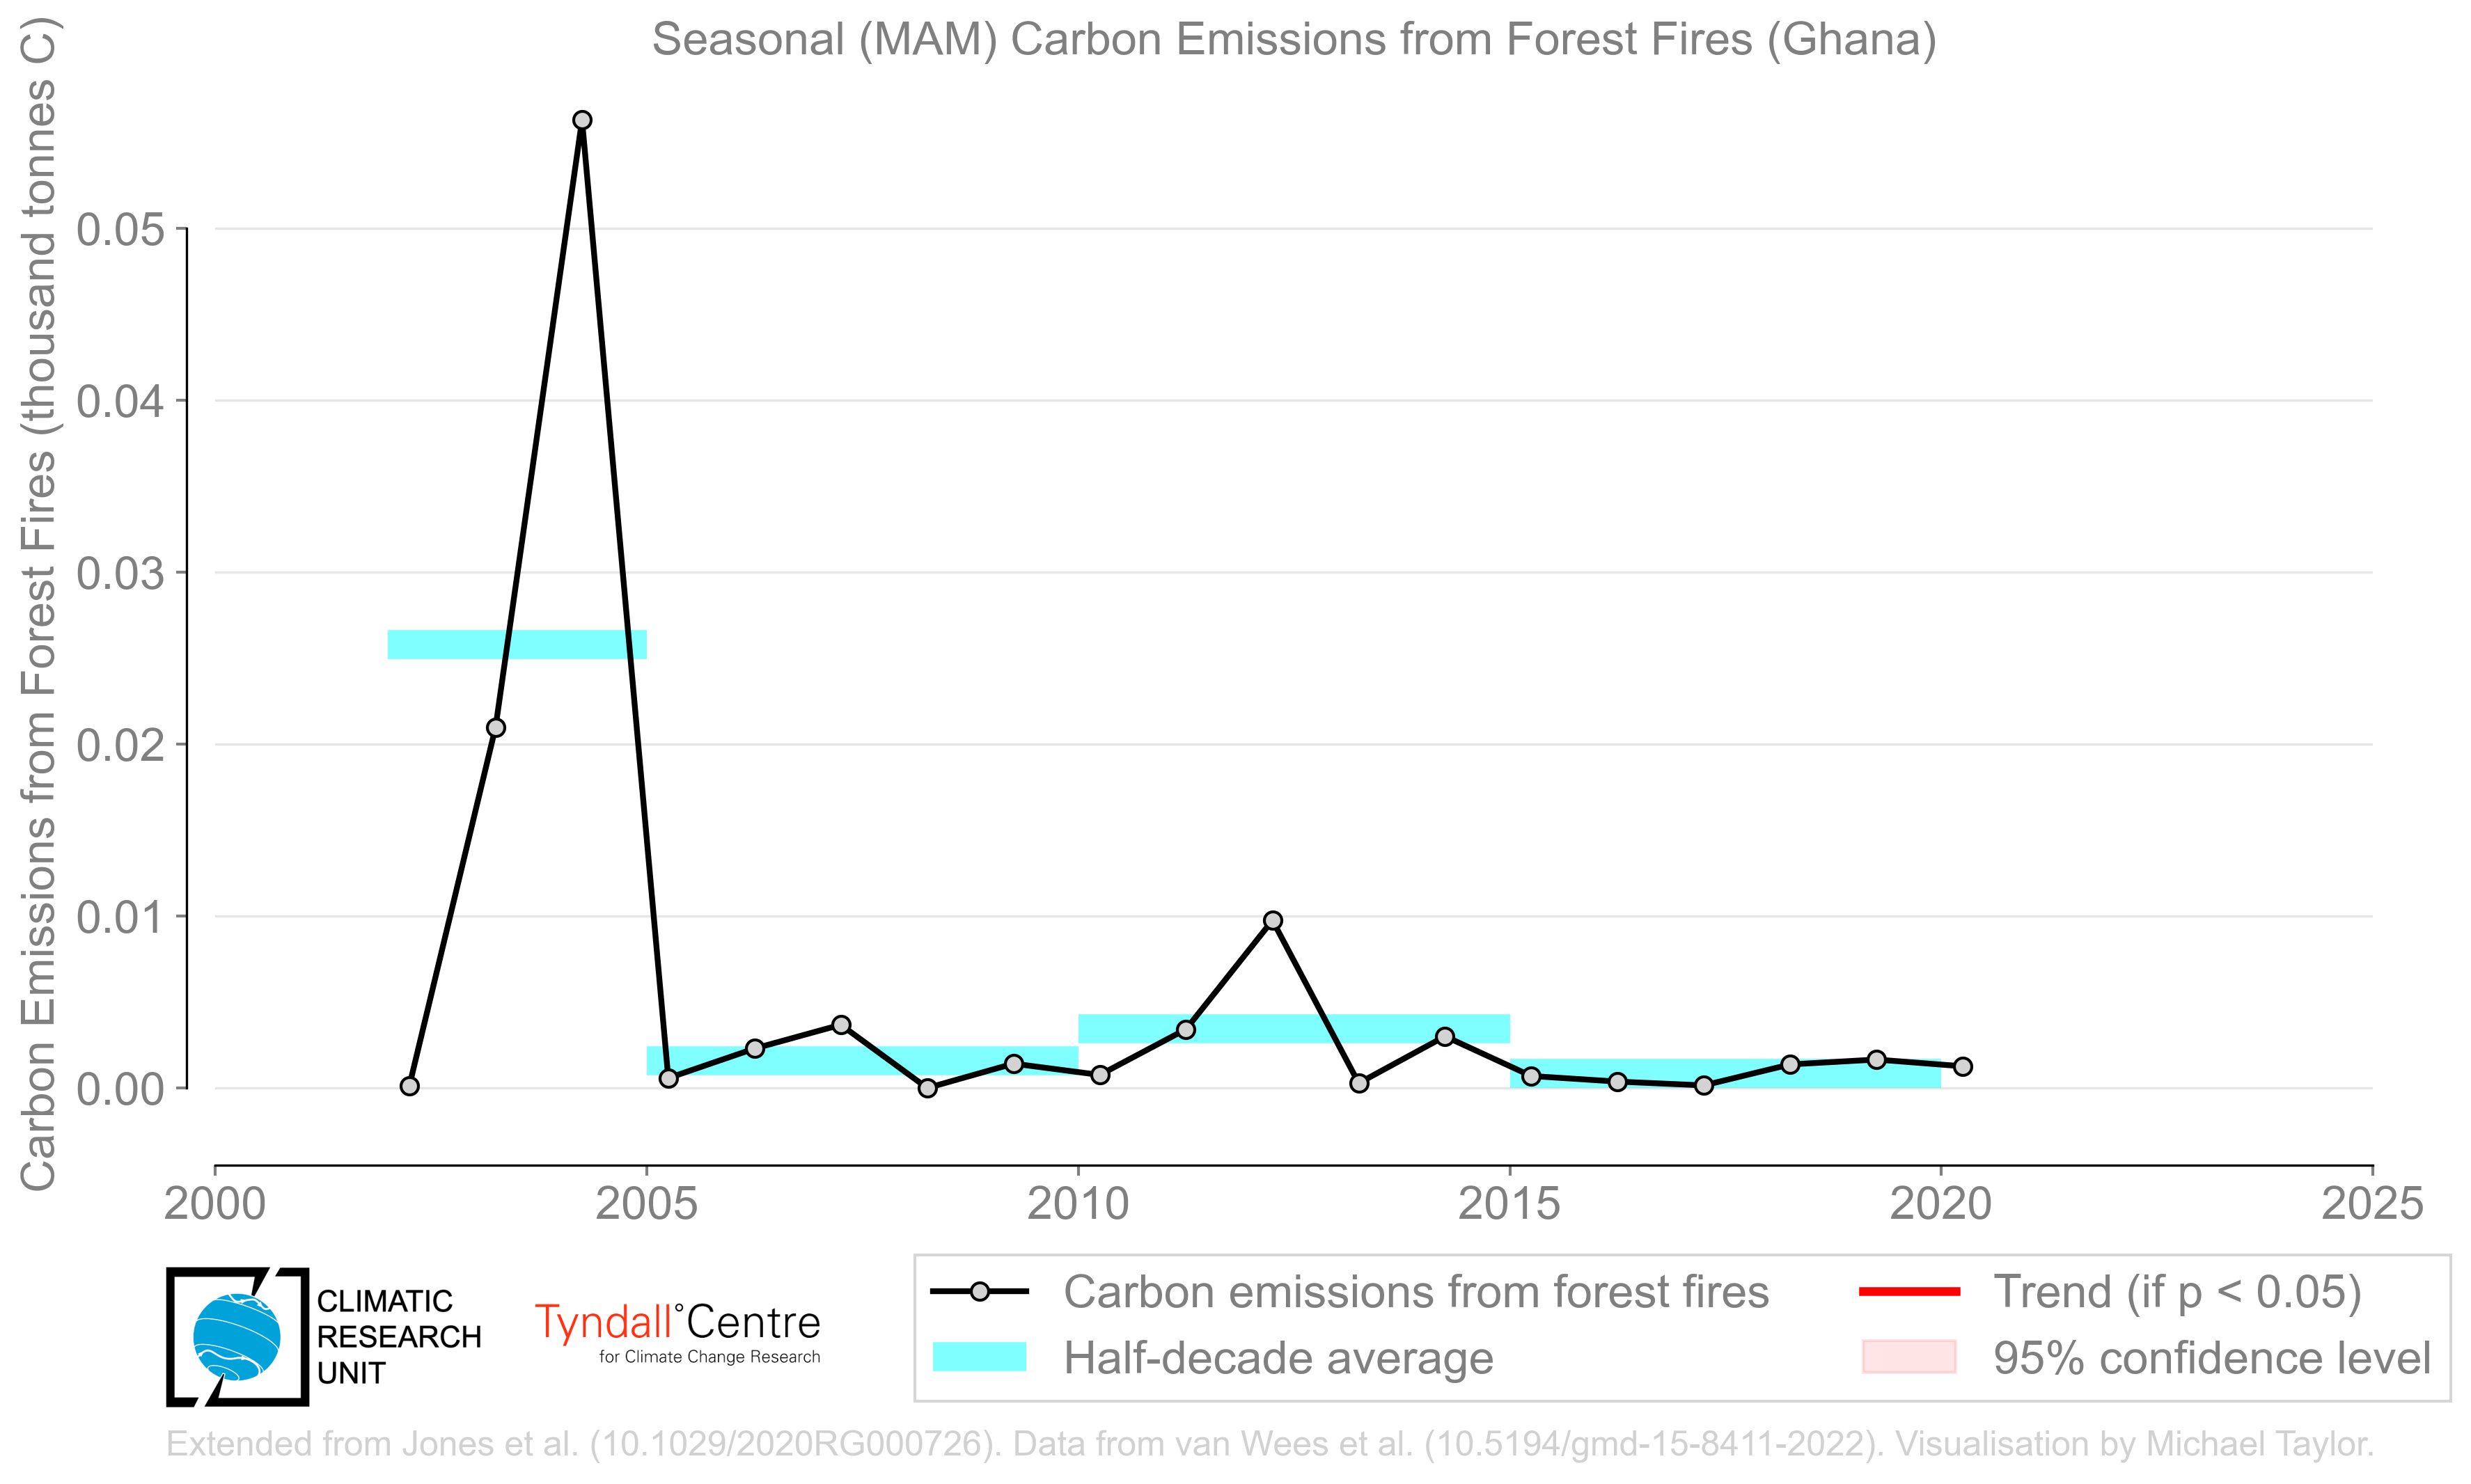 Seasonal (MAM) Carbon Emissions from Forest Fires (Ghana)
Carbon Emissions from Forest Fires (thousand tonnes C)
0.05
0.04
0.03
0.02
0.01
0.00
2000
2005
2010
2015
2020
2025
CLIMATIC
RESEARCH
UNIT
Tyndall°Centre
for Climate Change Research
Carbon emissions from forest fires
Half-decade average
Trend (if p < 0.05)
95% confidence level
Extended from Jones et al. (10.1029/2020RG000726). Data from van Wees et al. (10.5194/gmd-15-8411-2022). Visualisation by Michael Taylor.